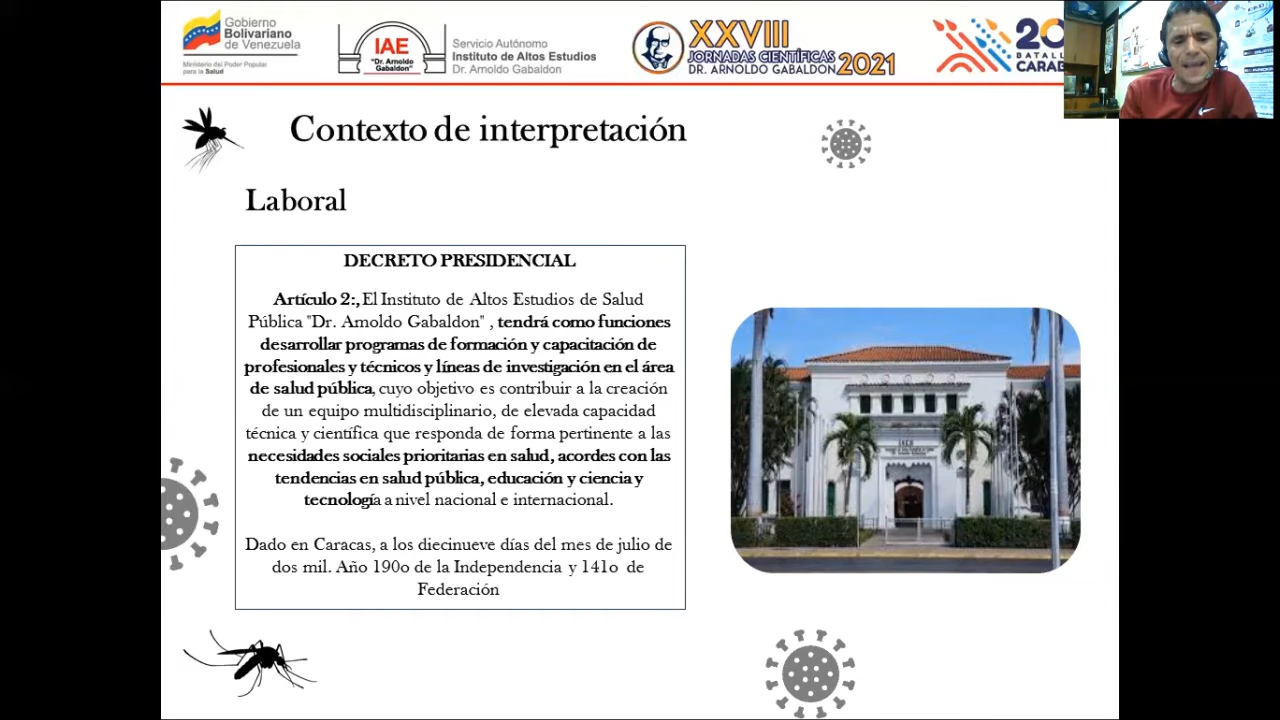 Gobierno
Bolivariano
de Venezuela
Ministerio del Poder Popular
para la Salud
IAE
"Dr. Arnoldo
Gabaldon"
Servicio Autónomo
Instituto de Altos Estudios
Dr. Arnoldo Gabaldon
XXVIII
JORNADAS CIENTÍFICAS
DR. ARNOLDO GABALDON 2021
20
BATALL
CARAB
Contexto de interpretación
Laboral
DECRETO PRESIDENCIAL
Artículo 2:, El Instituto de Altos Estudios de Salud
Pública "Dr. Arnoldo Gabaldon" , tendrá como funciones
desarrollar programas de formación y capacitación de
profesionales y técnicos y líneas de investigación en el área
de salud pública, cuyo objetivo es contribuir a la creación
de un equipo multidisciplinario, de elevada capacidad
técnica y científica que responda de forma pertinente a las
necesidades sociales prioritarias en salud, acordes con las
tendencias en salud pública, educación y ciencia y
tecnología a nivel nacional e internacional.
Dado en Caracas, a los diecinueve días del mes de julio de
dos mil. Año 190o de la Independencia y 141o de
Federación